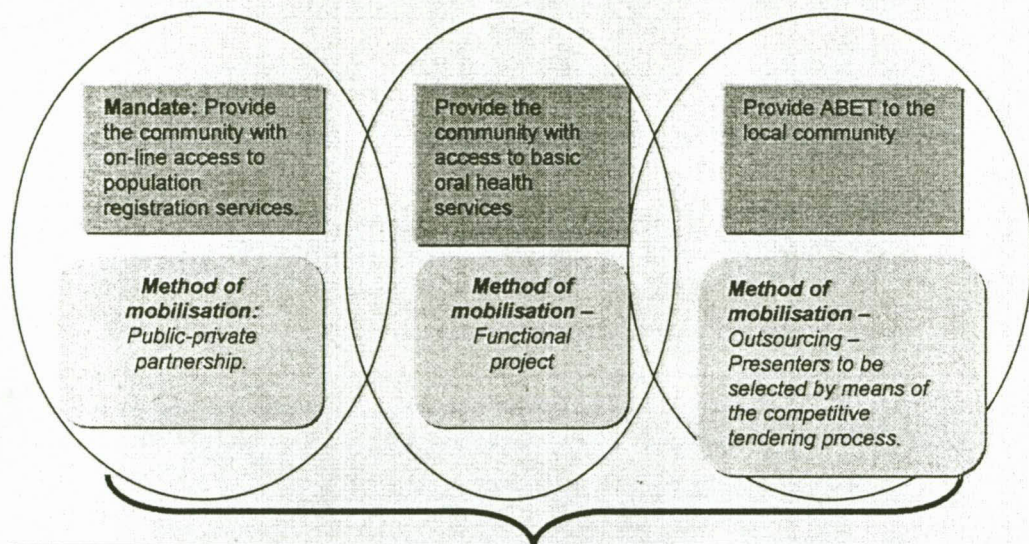 Mandate: Provide
the community with
on-line access to
population
registration services.
Method of
mobilisation:
Public-private
partnership.
Provide the
community with
access to basic
oral health
services
Method of
mobilisation –
Functional
project
Provide ABET to the
local community
Method of
mobilisation –
Outsourcing –
Presenters to be
selected by means of
the competitive
tendering process.